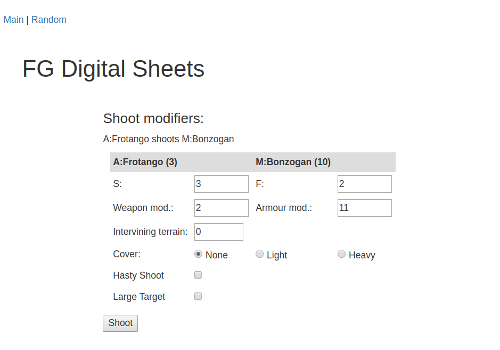 Main | Random
FG Digital Sheets
Shoot modifiers:
A:Frotango shoots M:Bonzogan
A:Frotango (3) M:Bonzogan (10)
S: 3 F: 2
Weapon mod.: 2 Armour mod.: 11
Intervining terrain: 0
Cover: None Light Heavy
Hasty Shoot
Large Target
Shoot